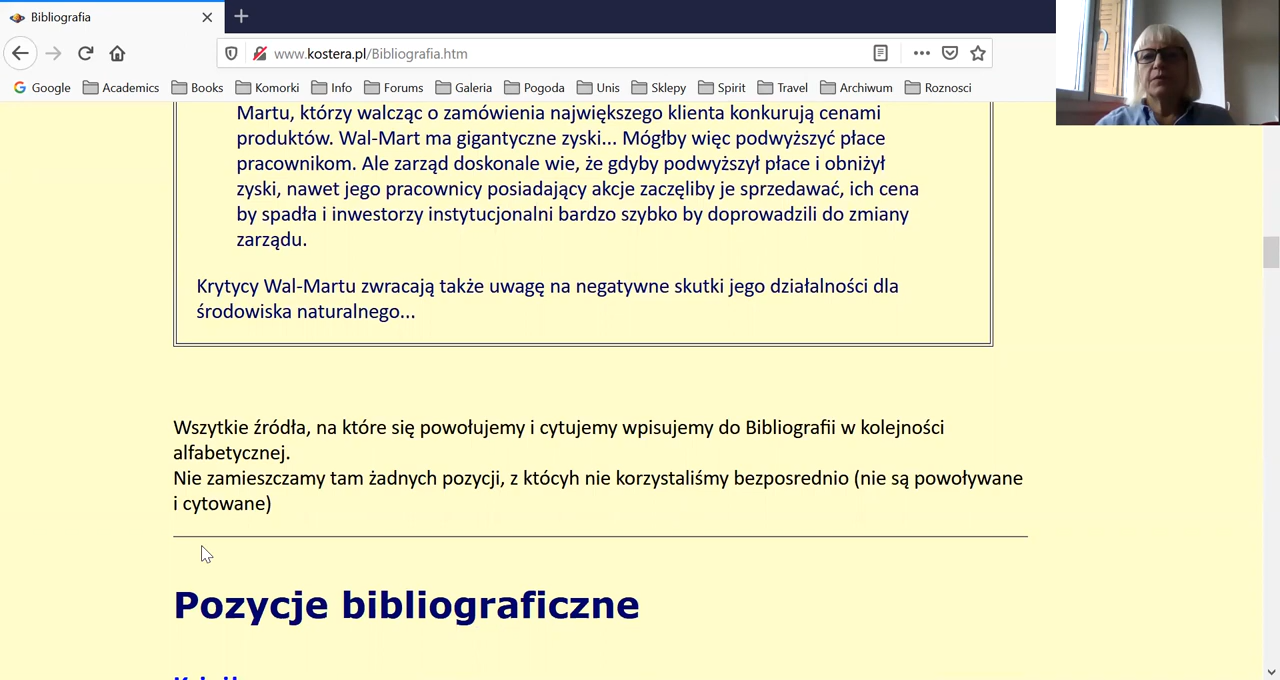 Bibliografia
www.kostera.pl/Bibliografia.htm
Google Academics Books Komorki Info Forums Galeria Pogoda Unis Sklepy Spirit Travel Archiwum Roznosci
Martu, którzy walcząc o zamówienia największego klienta konkurują cenami
produktów. Wal-Mart ma gigantyczne zyski... Mógłby więc podwyższyć płace
pracownikom. Ale zarząd doskonale wie, że gdyby podwyższył płace i obniżył
zyski, nawet jego pracownicy posiadający akcje zaczęliby je sprzedawać, ich cena
by spadła i inwestorzy instytucjonalni bardzo szybko by doprowadzili do zmiany
zarządu.
Krytycy Wal-Martu zwracają także uwagę na negatywne skutki jego działalności dla
środowiska naturalnego...
Wszytkie źródła, na które się powołujemy i cytujemy wpisujemy do Bibliografii w kolejności
alfabetycznej.
Nie zamieszczamy tam żadnych pozycji, z któcyh nie korzystaliśmy bezposrednio (nie są powoływane
i cytowane)
Pozycje bibliograficzne